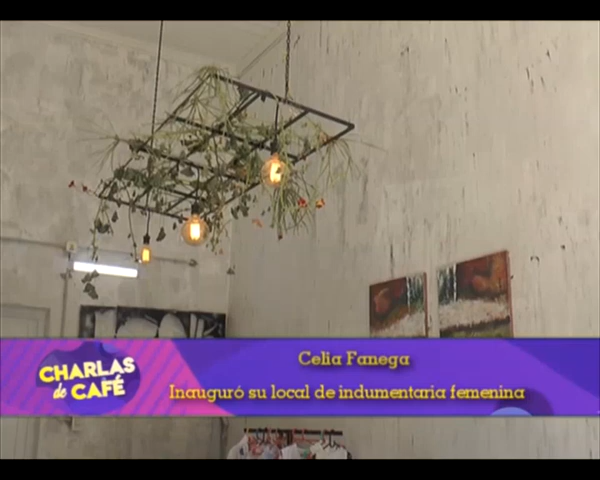 CHARLAS
de CAFÉ
Celia Fanega
Inauguró su local de indumentaria femenina